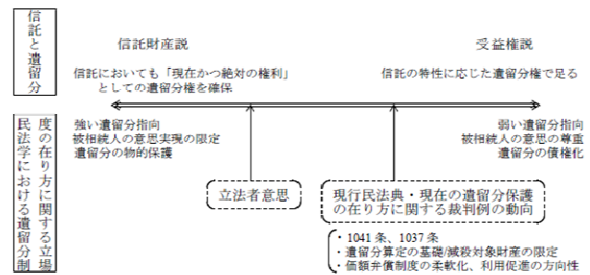 信託と遺留分
信託財産説
受益権説
信託においても「現在かつ絶対の権利」
としての遺留分権を確保
信託の特性に応じた遺留分権で足る
民法学における遺留分制
度の在り方に関する立場
強い遺留分指向
被相続人の意思実現の限定
遺留分の物的保護
弱い遺留分指向
被相続人の意思の尊重
遺留分の債権化
立法者意思
現行民法典・現在の遺留分保護
の在り方に関する裁判例の動向
・1041 条、1037 条
・遺留分算定の基礎/減殺対象財産の限定
・価額弁償制度の柔軟化、利用促進の方向性